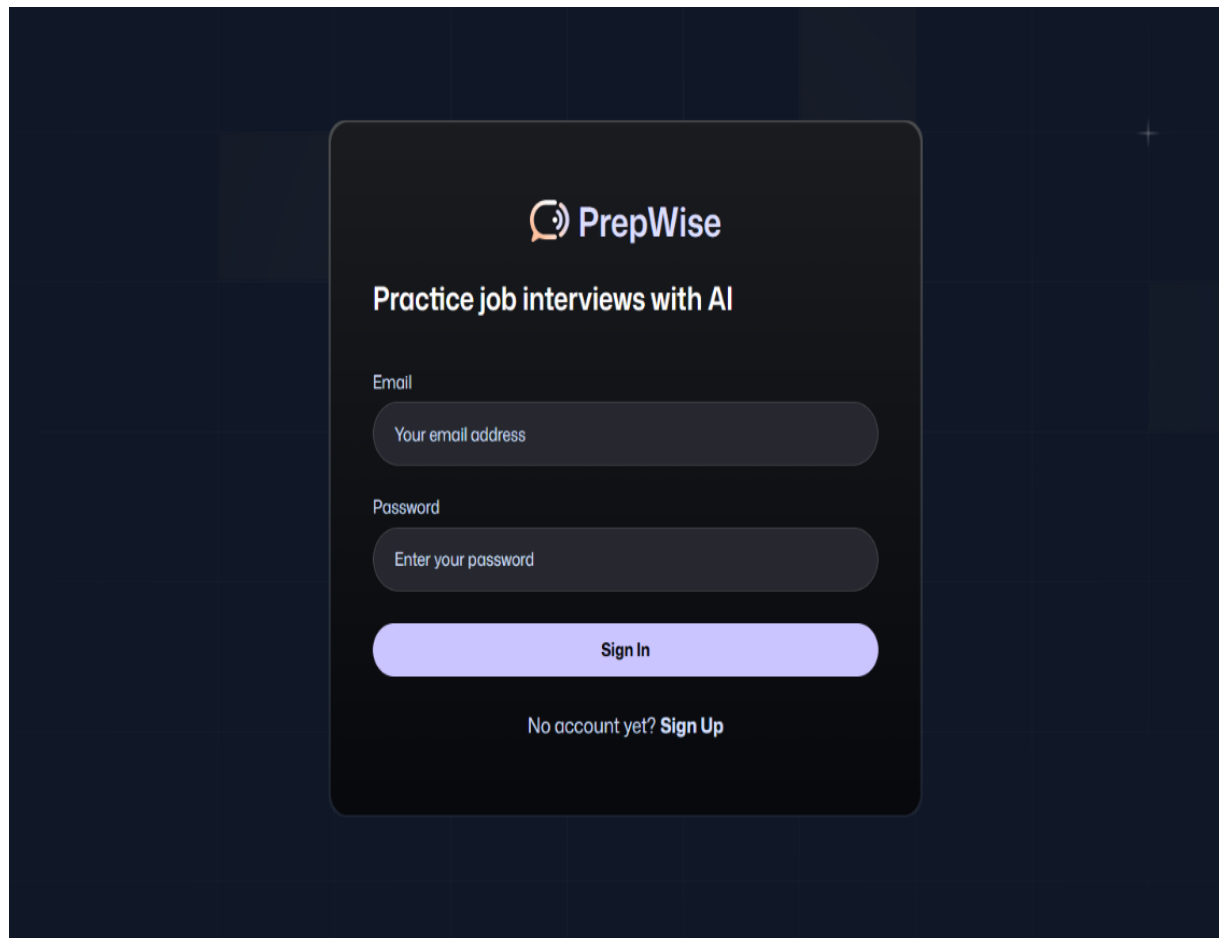 PrepWise
Practice job interviews with AI
Email
Your email address
Password
Enter your password
Sign In
No account yet? Sign Up